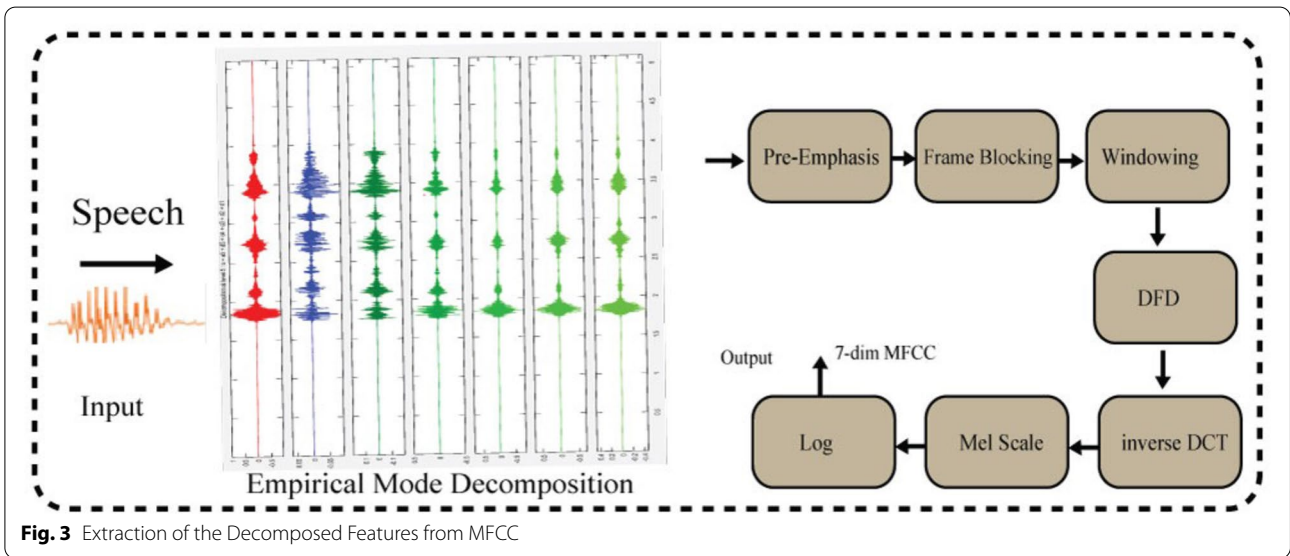 Speech
Input
Empirical Mode Decomposition
Pre-Emphasis
Frame Blocking
Windowing
DFD
inverse DCT
Mel Scale
Log
Output
7-dim MFCC
Fig. 3 Extraction of the Decomposed Features from MFCC